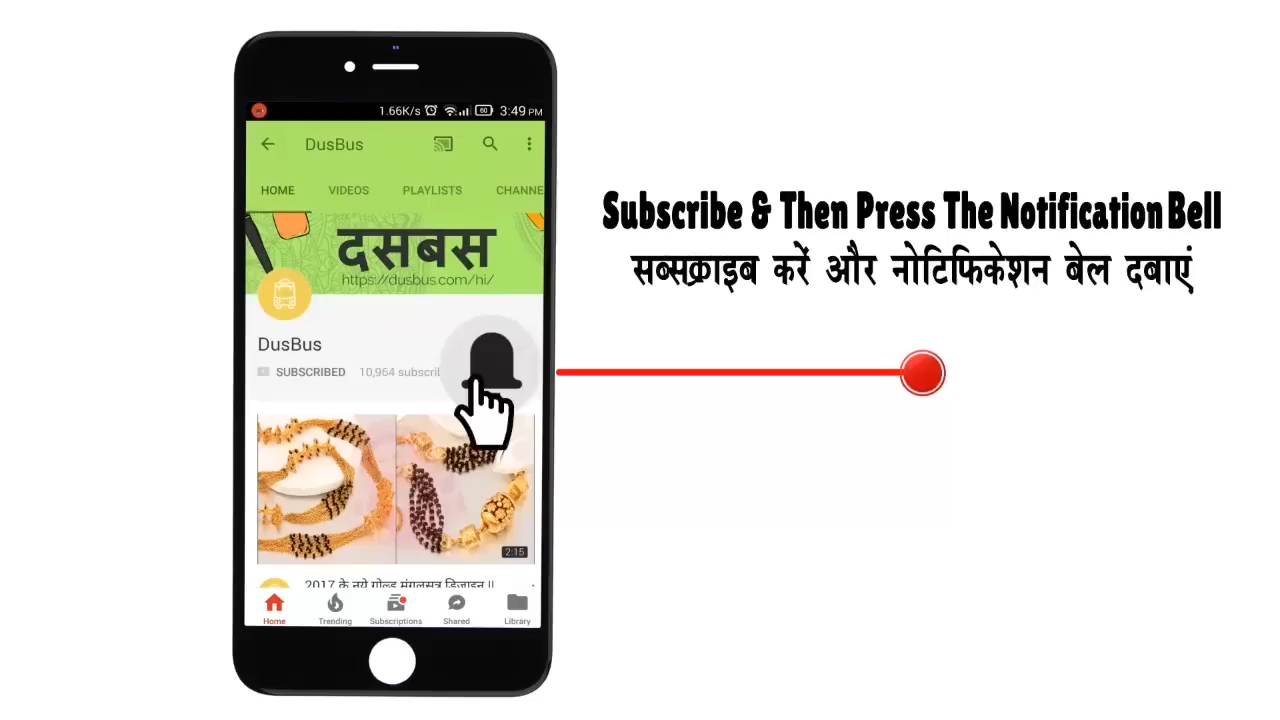 1.66K/s 60 3:49 PM
DusBus
HOME VIDEOS PLAYLISTS CHANNE
दसबस
https://dusbus.com/hi/
DusBus
SUBSCRIBED 10,964 subscrib
2:15
2017 के नये गोल्ड मंगलसूत्र डिजाइन ||
Home Trending Subscriptions Shared Library
Subscribe & Then Press The Notification Bell
सब्सक्राइब करें और नोटिफिकेशन बेल दबाएं